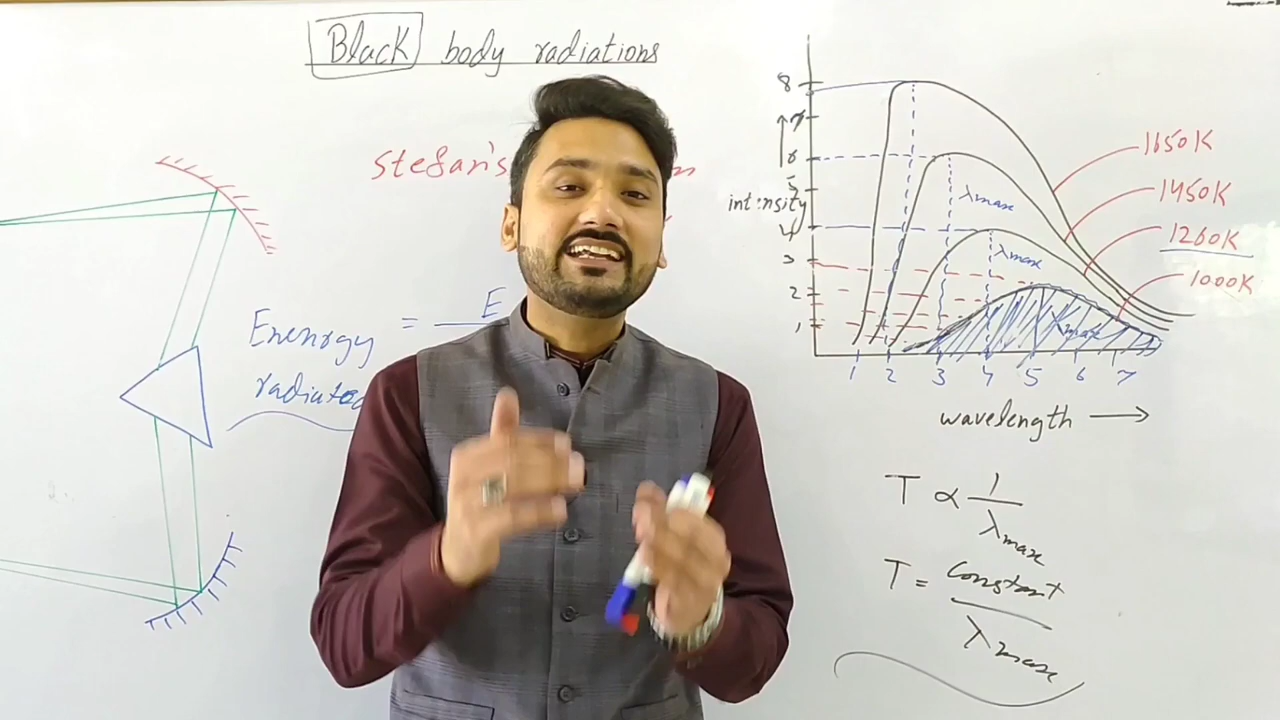 Black body radiations
Stefan's
Enenrgy = E
radiated
8
7
6
5
4
3
2
1
intensity
λmax
λmax
λmax
1650K
1450K
1260K
1000K
1 2 3 4 5 6 7
wavelength →
T ∝ 1
λmax
T = Constant
λmax